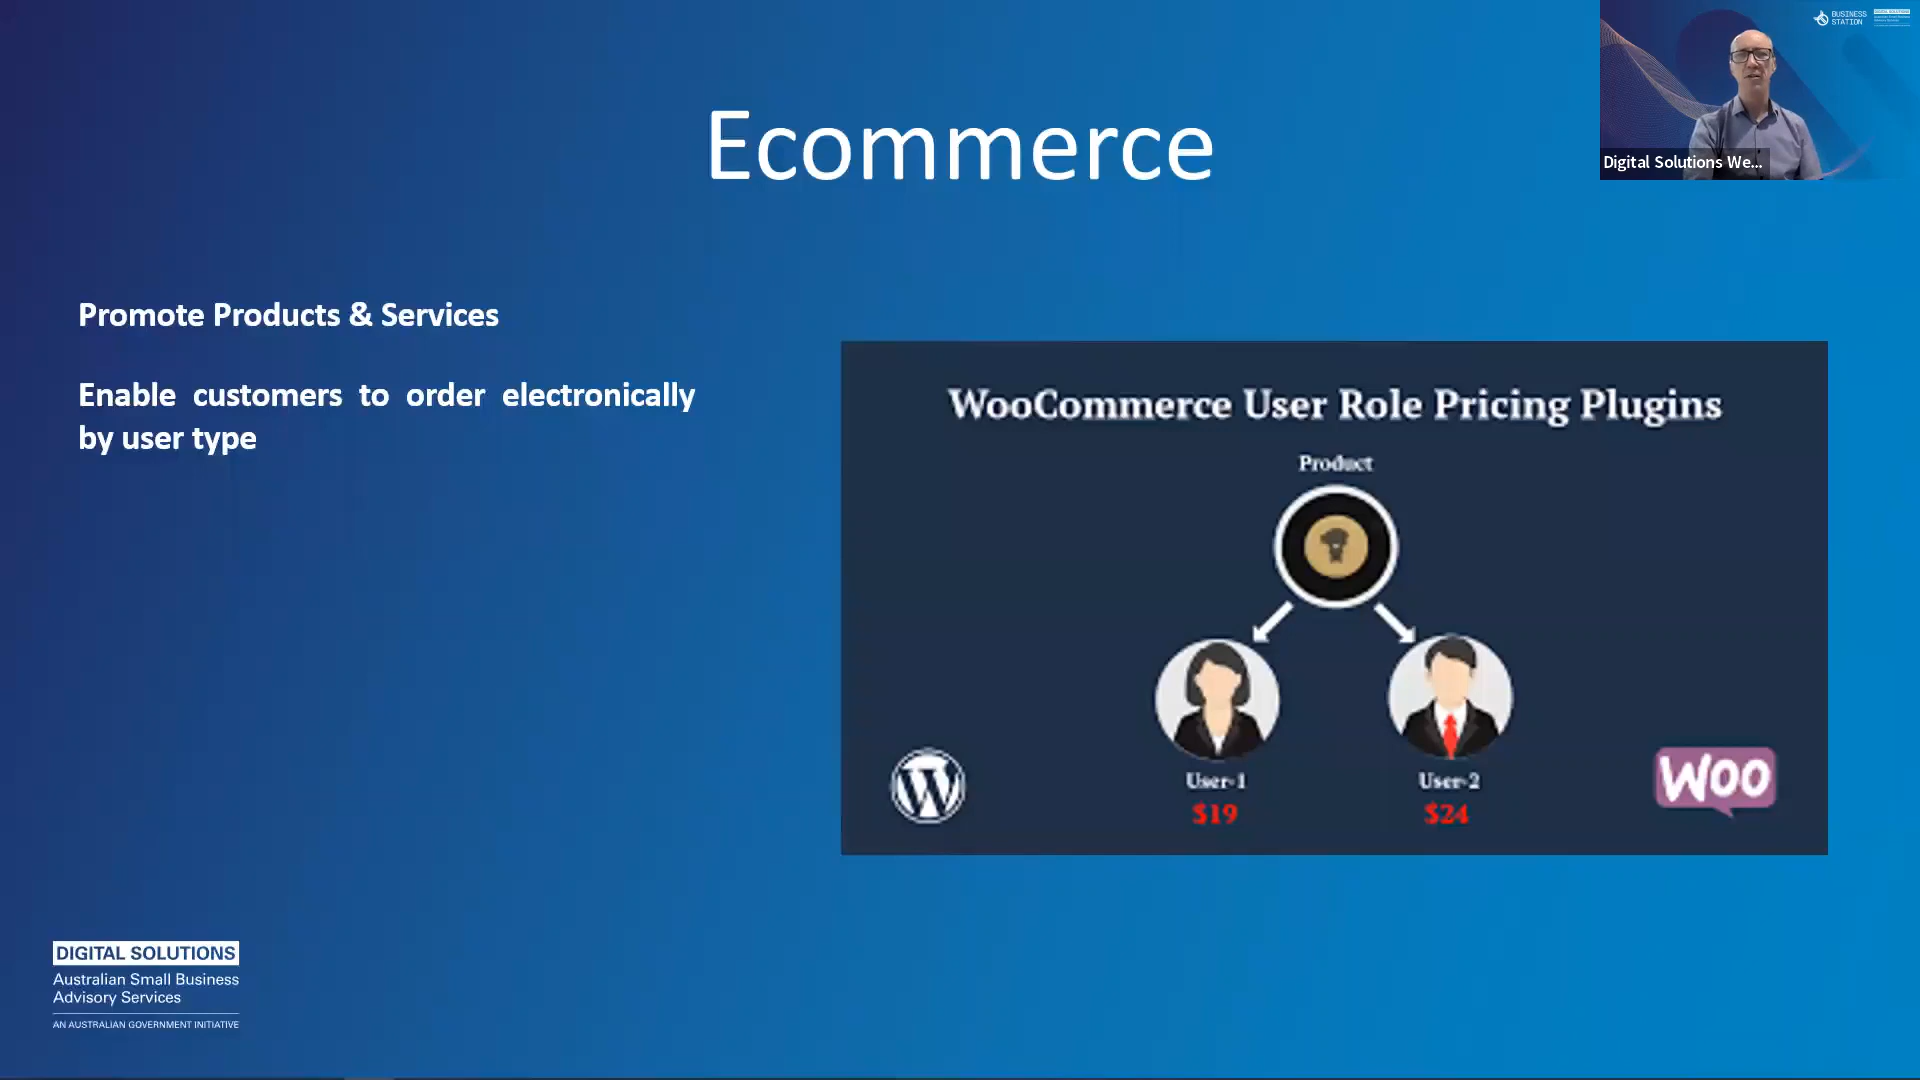 Ecommerce
BUSINESS
STATION
Digital Solutions We...
Promote Products & Services
Enable customers to order electronically
by user type
WooCommerce User Role Pricing Plugins
Product
User-1
User-2
$19
$24
W
WOO
DIGITAL SOLUTIONS
Australian Small Business
Advisory Services
AN AUSTRALIAN GOVERNMENT INITIATIVE